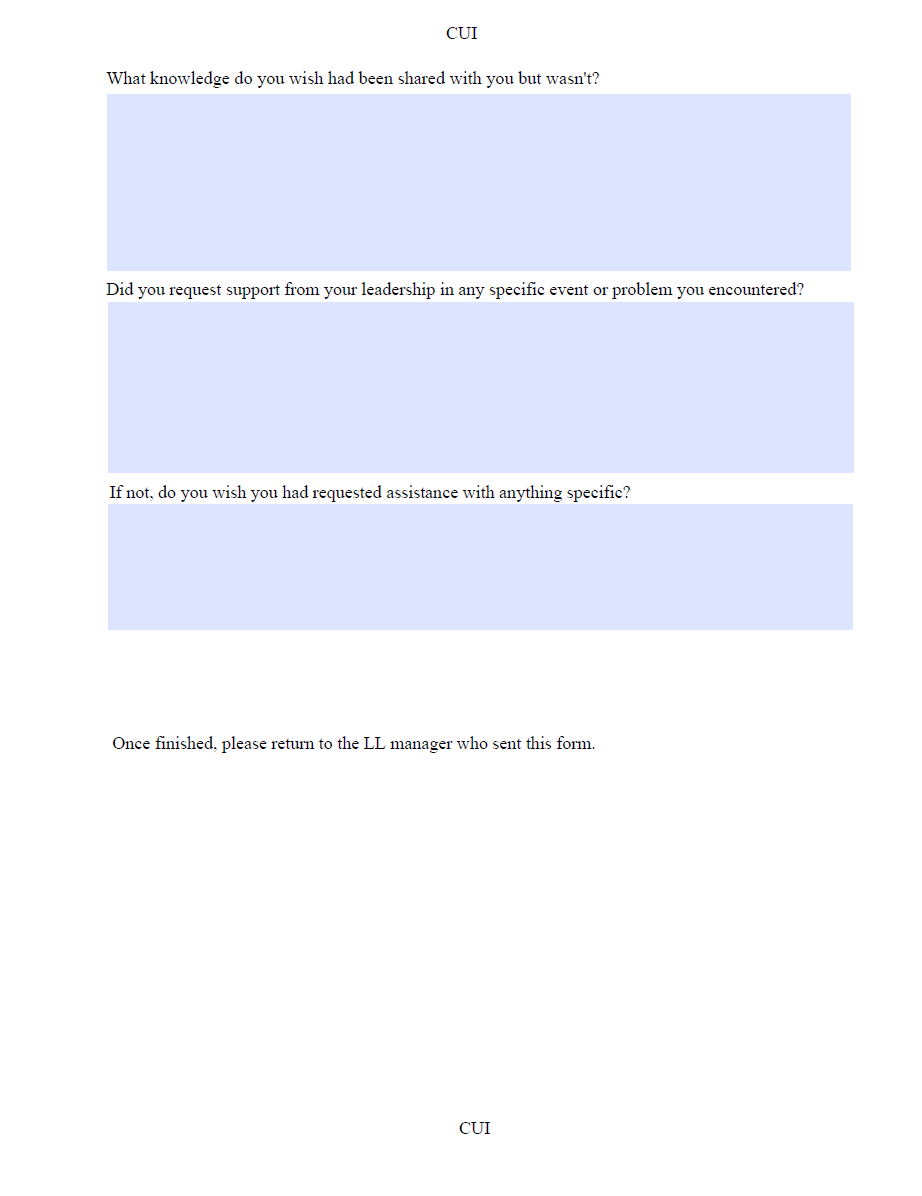 CUI
What knowledge do you wish had been shared with you but wasn't?
Did you request support from your leadership in any specific event or problem you encountered?
If not, do you wish you had requested assistance with anything specific?
Once finished, please return to the LL manager who sent this form.
CUI